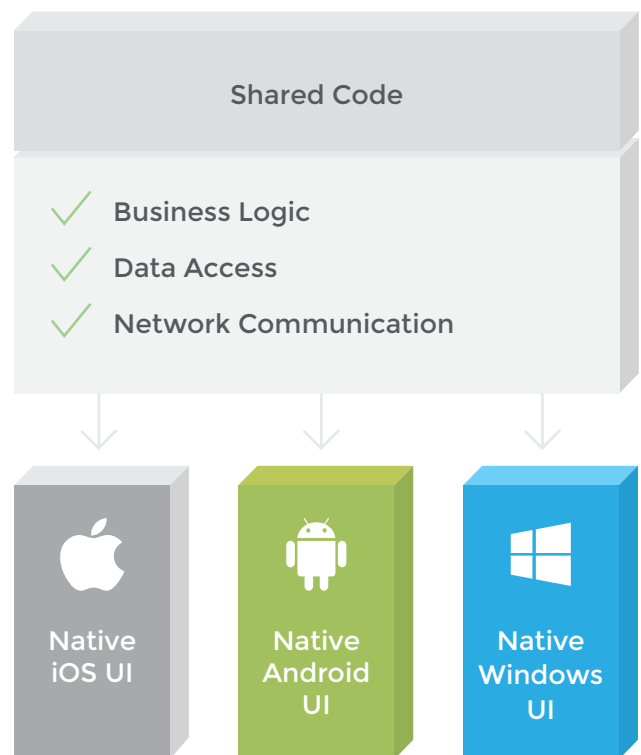 Shared Code
Business Logic
Data Access
Network Communication
Native
iOS UI
Native
Android
UI
Native
Windows
UI